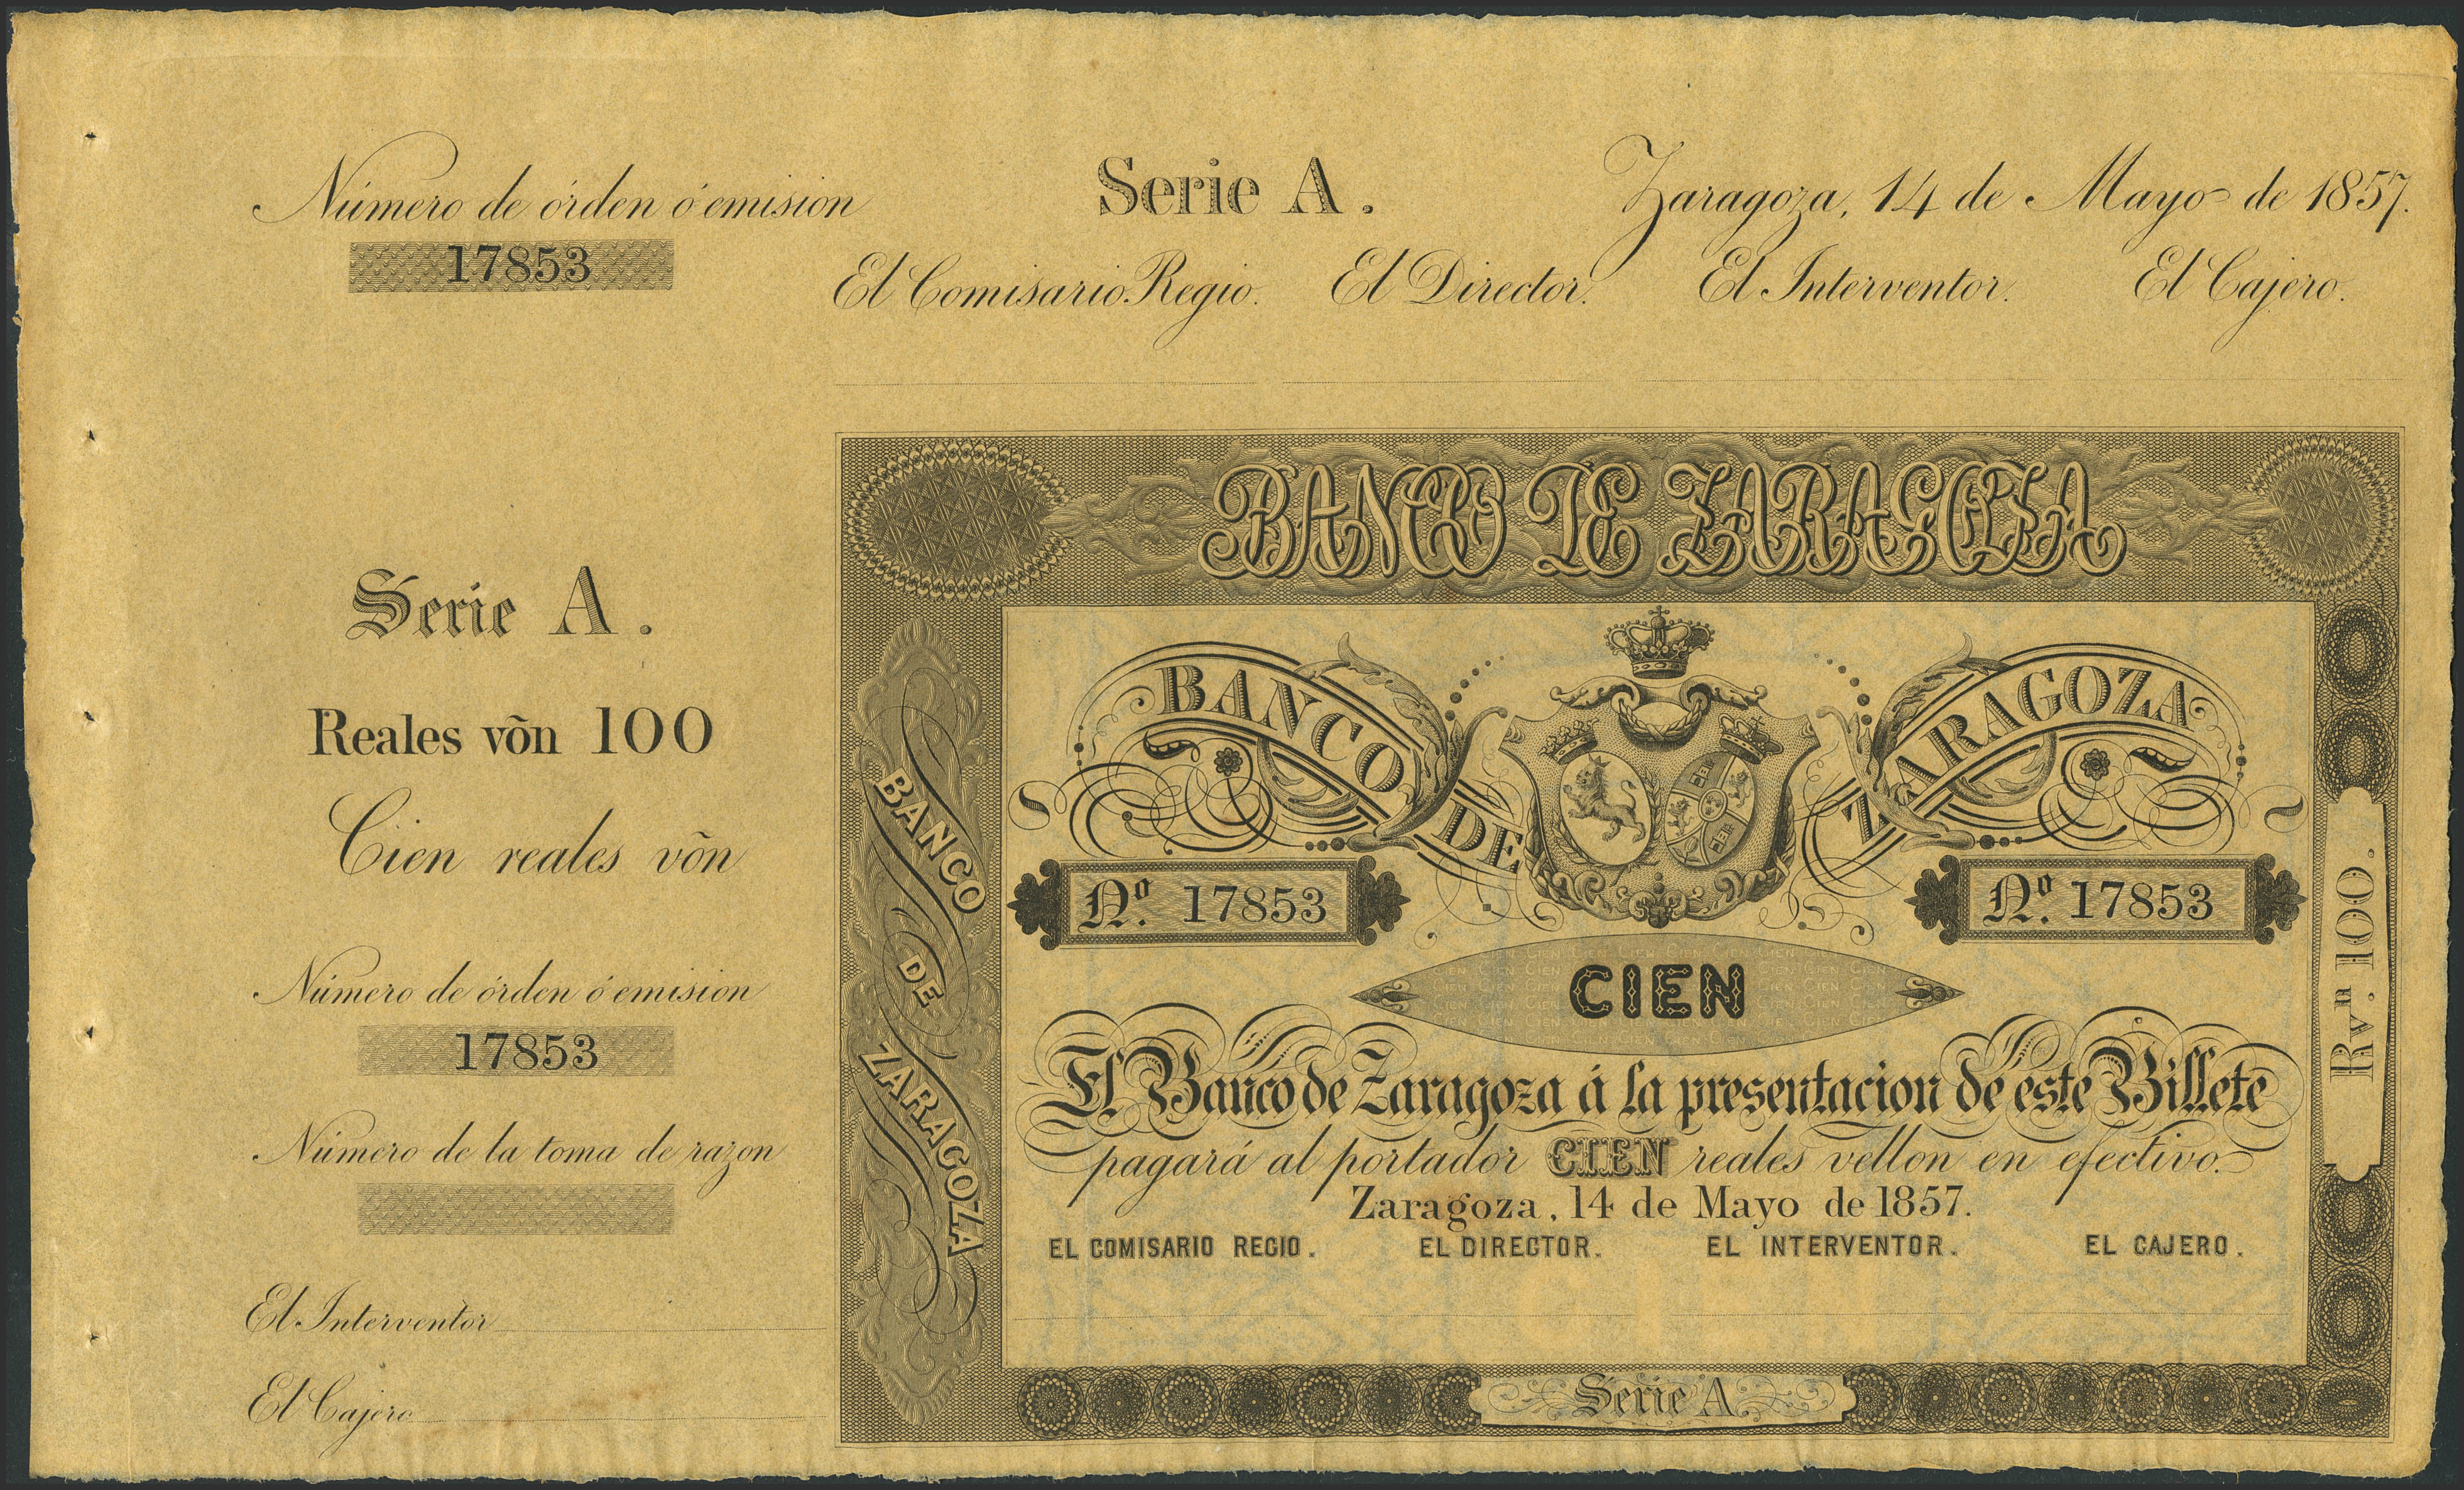 Número de órden ó emision
17853
Serie A.
Zaragoza, 14 de Mayo de 1857.
El Comisario Regio. El Director. El Interventor. El Cajero.
Serie A.
Reales võn 100
Cien reales võn
Número de órden ó emision
17853
Número de la toma de razon
El Interventor
El Cajero
BANCO DE ZARAGOZA
BANCO DE ZARAGOZA
BANCO DE ZARAGOZA
Nº. 17853
Nº. 17853
CIEN
El Banco de Zaragoza á la presentacion de este Billete
pagará al portador CIEN reales vellon en efectivo.
Zaragoza, 14 de Mayo de 1857.
EL COMISARIO REGIO. EL DIRECTOR. EL INTERVENTOR. EL CAJERO.
Serie A.
Rvn. 100.